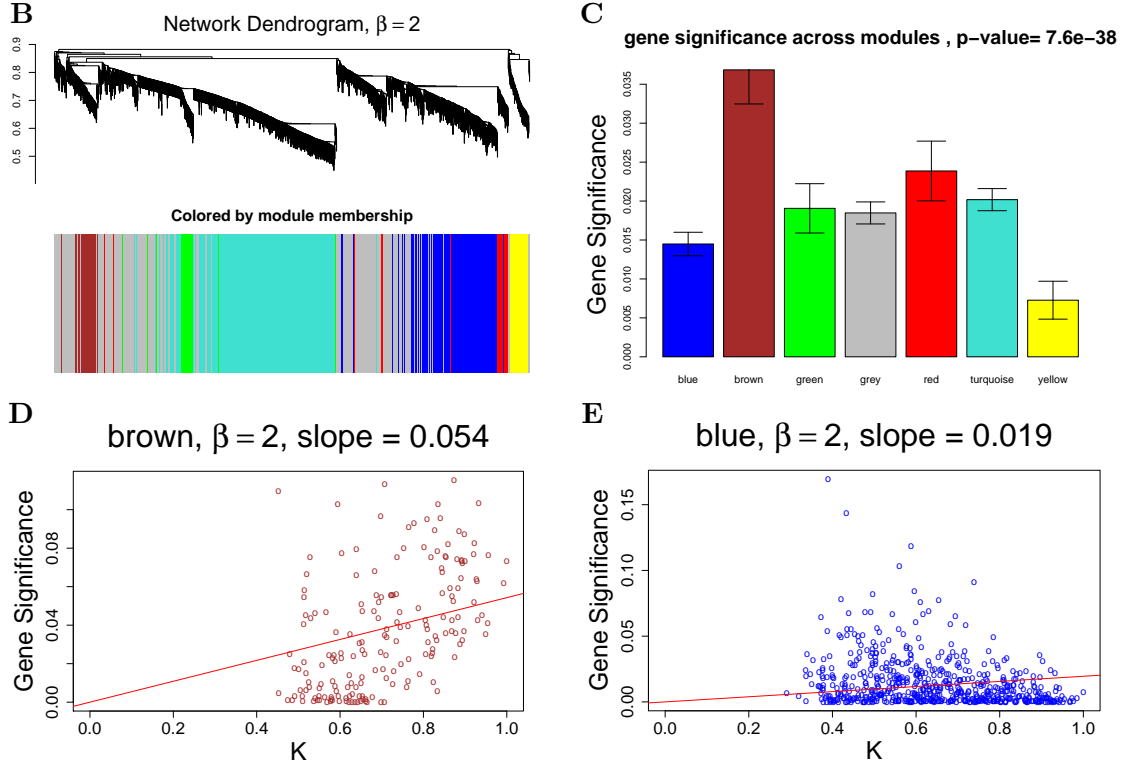 B
Network Dendrogram, β = 2
0.9
0.8
0.7
0.6
0.5
Colored by module membership
C
gene significance across modules , p−value= 7.6e−38
Gene Significance
0.035
0.030
0.025
0.020
0.015
0.010
0.005
0.000
blue brown green grey red turquoise yellow
D
brown, β = 2, slope = 0.054
Gene Significance
0.08
0.04
0.00
0.0 0.2 0.4 0.6 0.8 1.0
K
E
blue, β = 2, slope = 0.019
Gene Significance
0.15
0.10
0.05
0.00
0.0 0.2 0.4 0.6 0.8 1.0
K